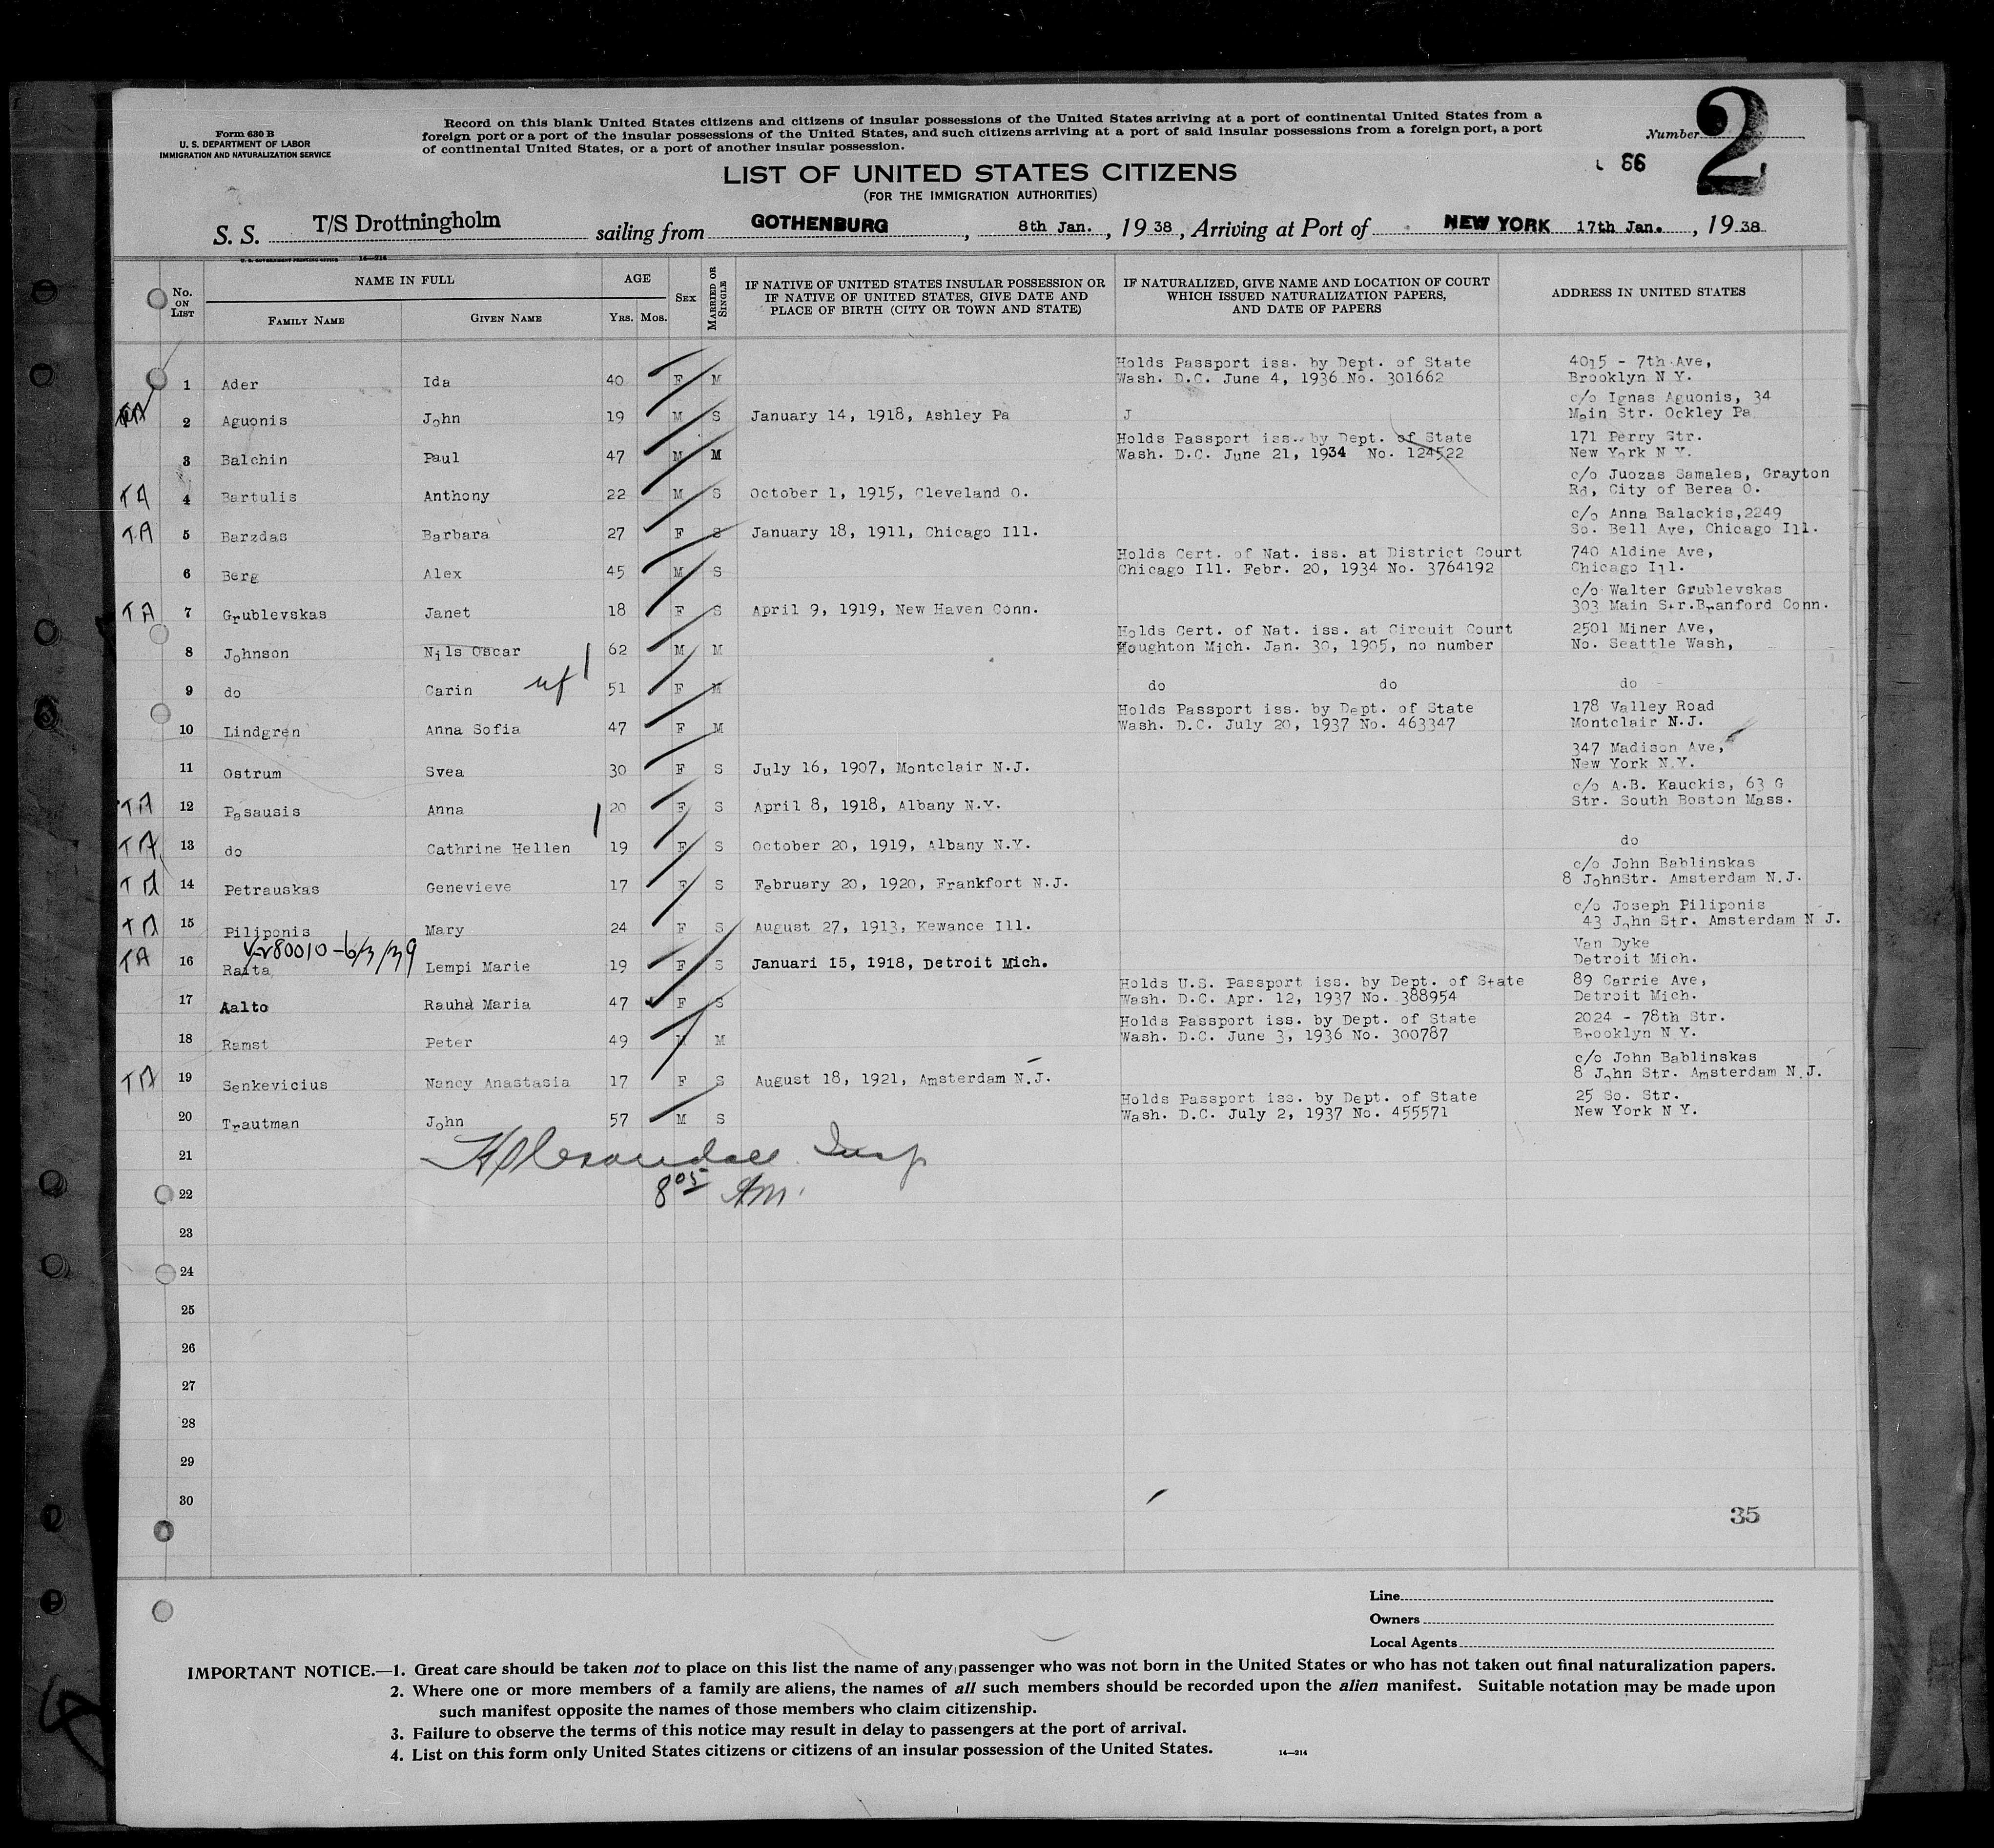 Form 630 B
U. S. DEPARTMENT OF LABOR
IMMIGRATION AND NATURALIZATION SERVICE
Record on this blank United States citizens and citizens of insular possessions of the United States arriving at a port of continental United States from a
foreign port or a port of the insular possessions of the United States, and such citizens arriving at a port of said insular possessions from a foreign port, a port
of continental United States, or a port of another insular possession.
Number 2
86
LIST OF UNITED STATES CITIZENS
(FOR THE IMMIGRATION AUTHORITIES)
S. S. T/S Drottningholm sailing from GOTHENBURG, 8th Jan., 19 38, Arriving at Port of NEW YORK 17th Jan., 19 38
U. S. GOVERNMENT PRINTING OFFICE 14—214
No. ON LIST NAME IN FULL FAMILY NAME GIVEN NAME AGE YRS. MOS. SEX MARRIED OR SINGLE IF NATIVE OF UNITED STATES INSULAR POSSESSION OR IF NATIVE OF UNITED STATES, GIVE DATE AND PLACE OF BIRTH (CITY OR TOWN AND STATE) IF NATURALIZED, GIVE NAME AND LOCATION OF COURT WHICH ISSUED NATURALIZATION PAPERS, AND DATE OF PAPERS ADDRESS IN UNITED STATES
Holds Passport iss. by Dept. of State 4015 - 7th Ave,
1 Ader Ida 40 F M Wash. D.C. June 4, 1936 No. 301662 Brooklyn N Y.
c/o Ignas Aguonis, 34
TA 2 Aguonis John 19 M S January 14, 1918, Ashley Pa J Main Str. Ockley Pa
Holds Passport iss. by Dept. of State 171 Perry Str.
3 Balchin Paul 47 M M Wash. D.C. June 21, 1934 No. 124522 New York N Y.
c/o Juozas Samales, Grayton
TA 4 Bartulis Anthony 22 M S October 1, 1915, Cleveland O. Rd, City of Berea O.
c/o Anna Balackis,2249
TA 5 Barzdas Barbara 27 F S January 18, 1911, Chicago Ill. So. Bell Ave, Chicago Ill.
Holds Cert. of Nat. iss. at District Court 740 Aldine Ave,
6 Berg Alex 45 M S Chicago Ill. Febr. 20, 1934 No. 3764192 Chicago Ill.
c/o Walter Grublevskas
TA 7 Grublevskas Janet 18 F S April 9, 1919, New Haven Conn. 303 Main Str.Branford Conn.
Holds Cert. of Nat. iss. at Circuit Court 2501 Miner Ave,
8 Johnson Nils Oscar 62 M M Houghton Mich. Jan. 30, 1905, no number No. Seattle Wash,
9 do Carin wf 51 F M do do do
Holds Passport iss. by Dept. of State 178 Valley Road
10 Lindgren Anna Sofia 47 F M Wash. D.C. July 20, 1937 No. 463347 Montclair N.J.
347 Madison Ave,
11 Ostrum Svea 30 F S July 16, 1907, Montclair N.J. New York N.Y.
c/o A.B. Kauckis, 63 G
TA 12 Pasausis Anna 20 F S April 8, 1918, Albany N.Y. Str. South Boston Mass.
TA 13 do Cathrine Hellen 19 F S October 20, 1919, Albany N.Y. do
c/o John Bablinskas
TA 14 Petrauskas Genevieve 17 F S February 20, 1920, Frankfort N.J. 8 JohnStr. Amsterdam N.J.
c/o Joseph Piliponis
TA 15 Piliponis Mary 24 F S August 27, 1913, Kewance Ill. 43 John Str. Amsterdam N J.
V-280010-6/3/39 Van Dyke
TA 16 Raita Lempi Marie 19 F S Januari 15, 1918, Detroit Mich. Detroit Mich.
Holds U.S. Passport iss. by Dept. of State 89 Carrie Ave,
17 Aalto Rauha Maria 47 F S Wash. D.C. Apr. 12, 1937 No. 388954 Detroit Mich.
Holds Passport iss. by Dept. of State 2024 - 78th Str.
18 Ramst Peter 49 M M Wash. D.C. June 3, 1936 No. 300787 Brooklyn N Y.
c/o John Bablinskas
TA 19 Senkevicius Nancy Anastasia 17 F S August 18, 1921, Amsterdam N.J. 8 John Str. Amsterdam N.J.
Holds Passport iss. by Dept. of State 25 So. Str.
20 Trautman John 57 M S Wash. D.C. July 2, 1937 No. 455571 New York N Y.
21 Insp
22 8 05 AM.
23
24
25
26
27
28
29
30
35
Line
Owners
Local Agents
IMPORTANT NOTICE.—1. Great care should be taken not to place on this list the name of any passenger who was not born in the United States or who has not taken out final naturalization papers.
2. Where one or more members of a family are aliens, the names of all such members should be recorded upon the alien manifest. Suitable notation may be made upon
such manifest opposite the names of those members who claim citizenship.
3. Failure to observe the terms of this notice may result in delay to passengers at the port of arrival.
4. List on this form only United States citizens or citizens of an insular possession of the United States. 14—214